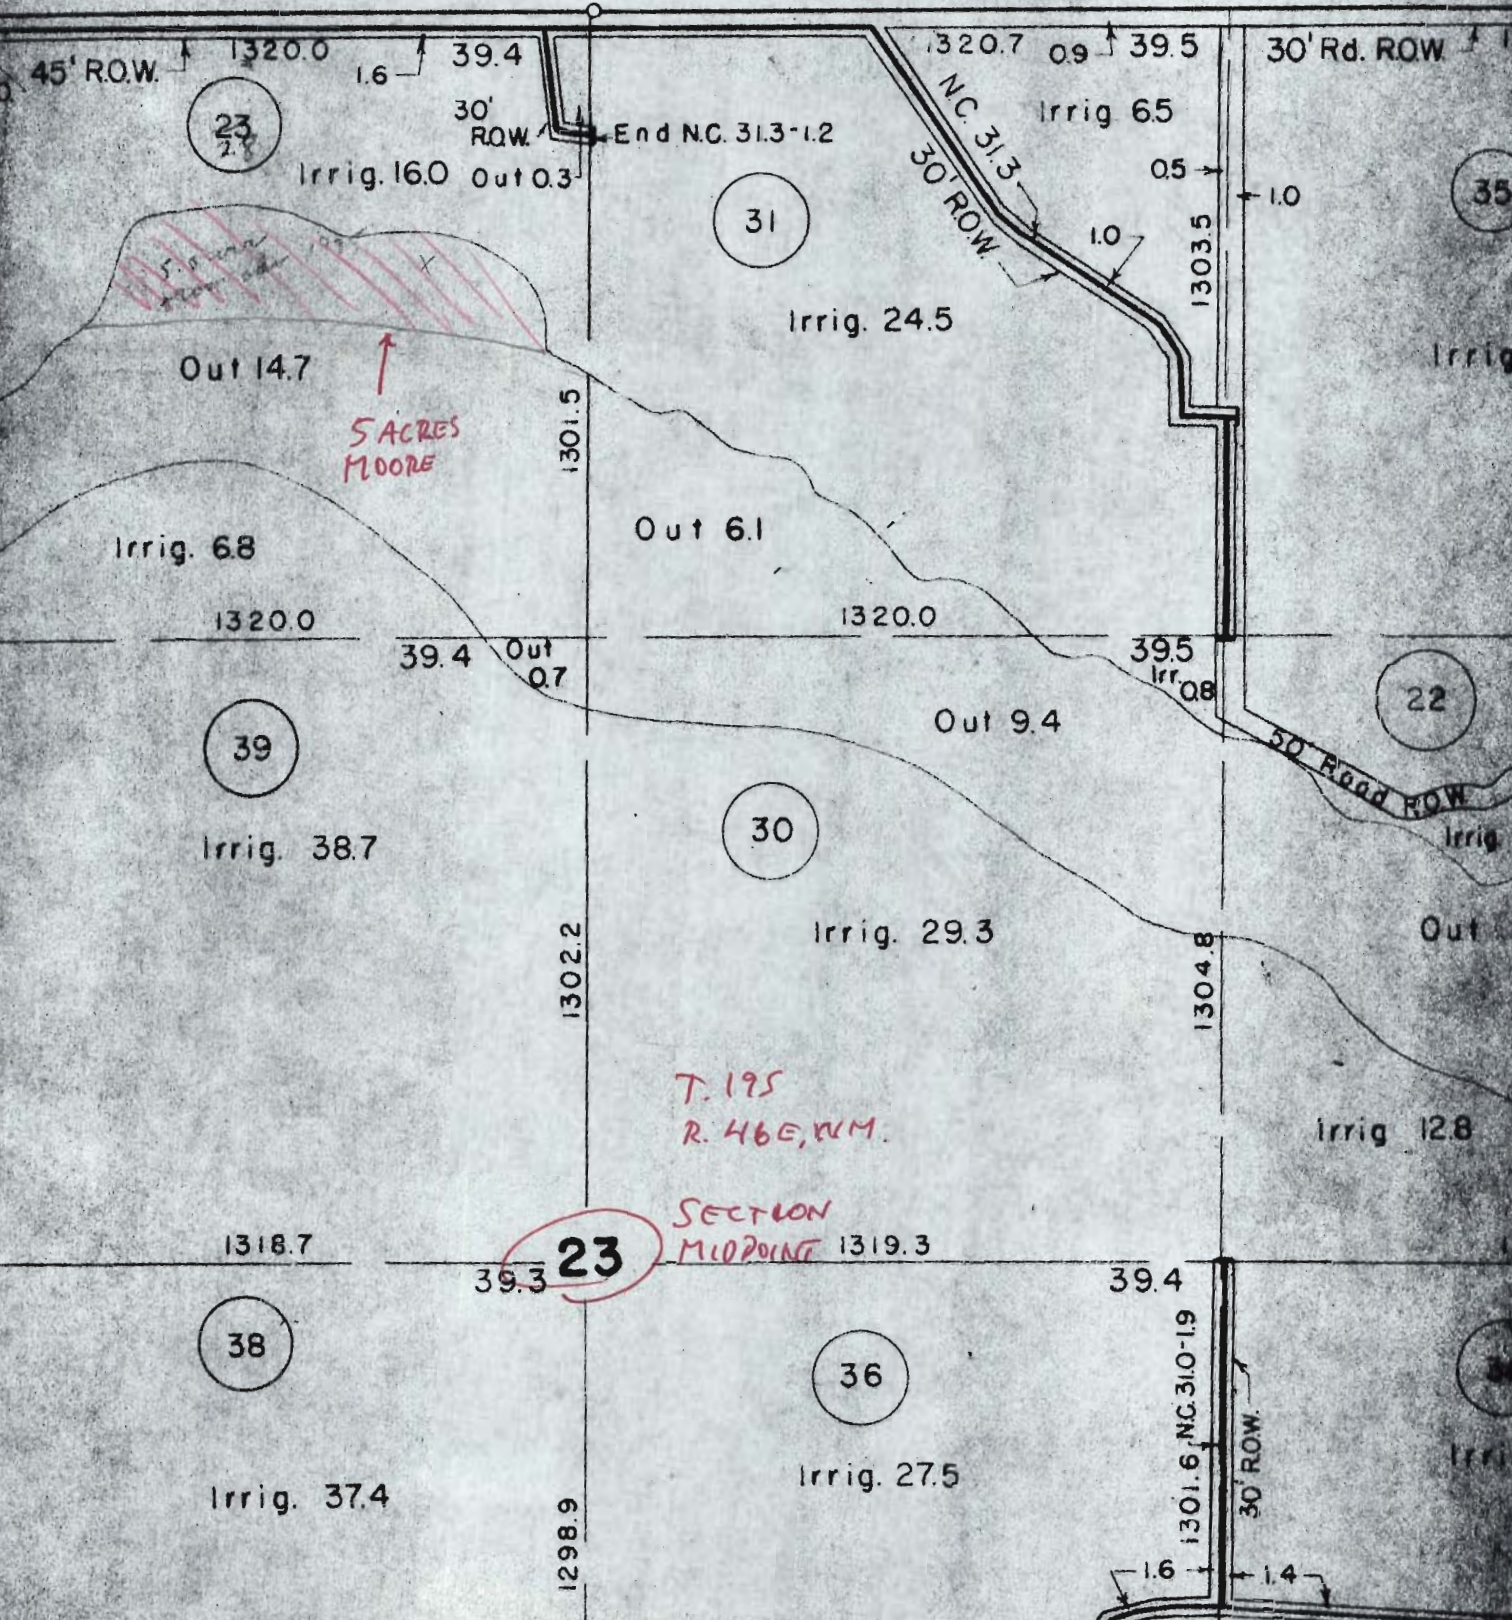 45' R.O.W.
1320.0
1.6
39.4
1320.7
0.9
39.5
30' Rd. R.O.W.
23
30'
R.O.W.
End N.C. 31.3-1.2
N.C. 31.3
Irrig 6.5
Irrig. 16.0
Out 0.3
30' R.O.W.
0.5
1.0
35
31
1.0
1303.5
5.0
Irrig. 24.5
Out 14.7
Irrig
5 ACRES
MOORE
1301.5
Out 6.1
Irrig. 6.8
1320.0
1320.0
39.4
Out
0.7
39.5
Irr.
0.8
22
Out 9.4
39
50' Road ROW
30
Irrig
Irrig. 38.7
Irrig. 29.3
Out
1302.2
1304.8
T. 19S
R. 46E, WM.
Irrig 12.8
SECTION
MIDPOINT
1318.7
23
1319.3
39.3
39.4
38
36
1301.6
N.C. 31.0-1.9
30' R.O.W.
Irrig. 27.5
Irrig. 37.4
1298.9
1.6
1.4